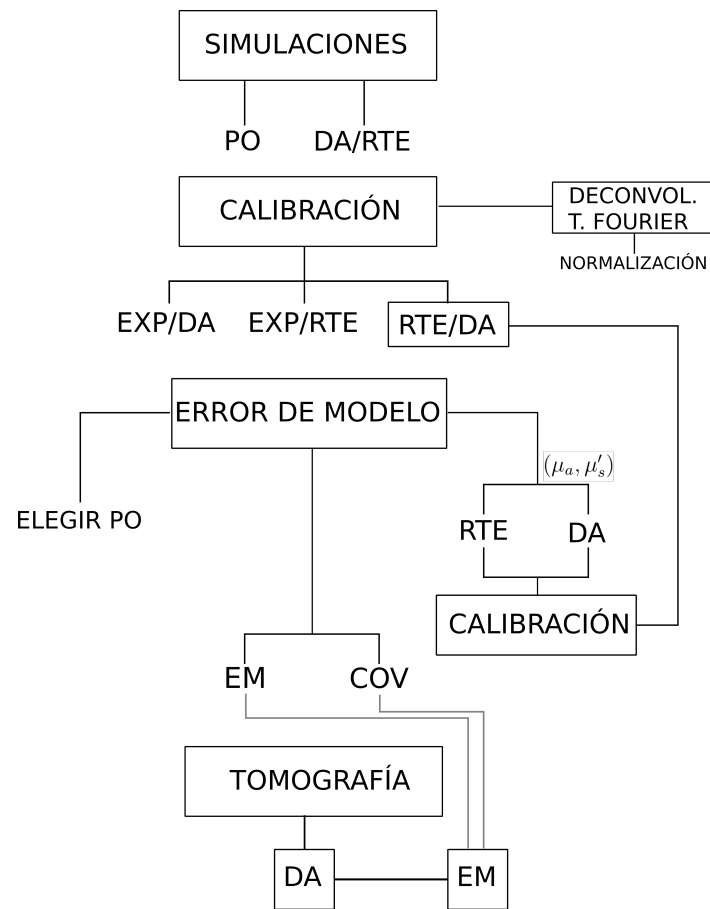 SIMULACIONES
PO
DA/RTE
CALIBRACIÓN
DECONVOL.
T. FOURIER
NORMALIZACIÓN
EXP/DA
EXP/RTE
RTE/DA
ERROR DE MODELO
(μₐ, μ′ₛ)
ELEGIR PO
RTE
DA
CALIBRACIÓN
EM
COV
TOMOGRAFÍA
DA
EM